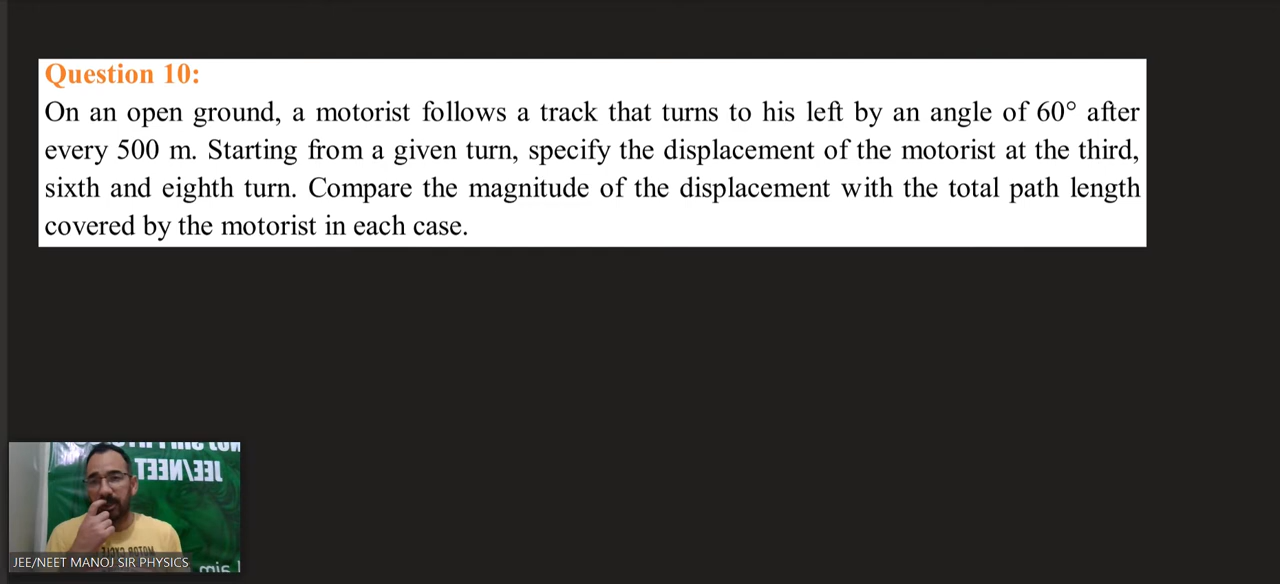 Question 10:
On an open ground, a motorist follows a track that turns to his left by an angle of 60° after
every 500 m. Starting from a given turn, specify the displacement of the motorist at the third,
sixth and eighth turn. Compare the magnitude of the displacement with the total path length
covered by the motorist in each case.
JEE/NEET
JEE/NEET MANOJ SIR PHYSICS